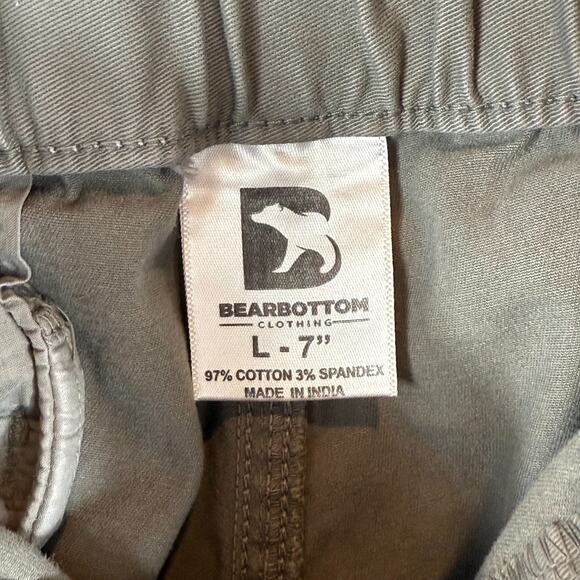 B
BEARBOTTOM
CLOTHING
L - 7"
97% COTTON 3% SPANDEX
MADE IN INDIA